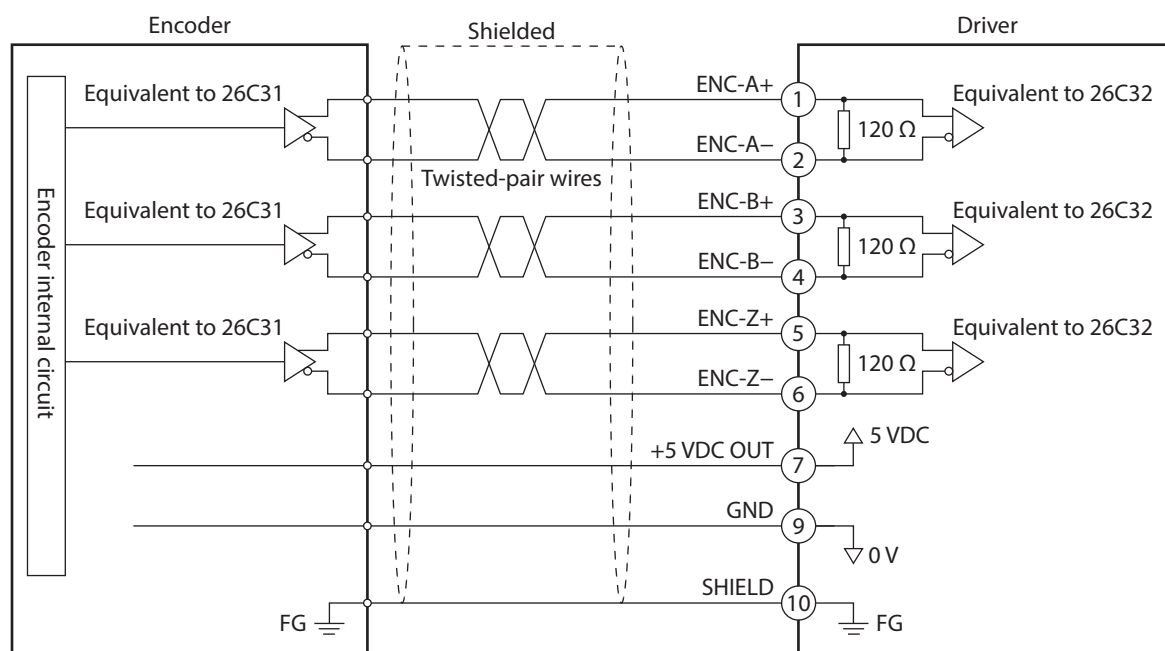 Encoder
Shielded
Driver
Equivalent to 26C31
ENC-A+
1
Equivalent to 26C32
120 Ω
ENC-A−
2
Twisted-pair wires
Encoder internal circuit
Equivalent to 26C31
ENC-B+
3
Equivalent to 26C32
120 Ω
ENC-B−
4
Equivalent to 26C31
ENC-Z+
5
Equivalent to 26C32
120 Ω
ENC-Z−
6
+5 VDC OUT
7
5 VDC
GND
9
0 V
SHIELD
10
FG
FG